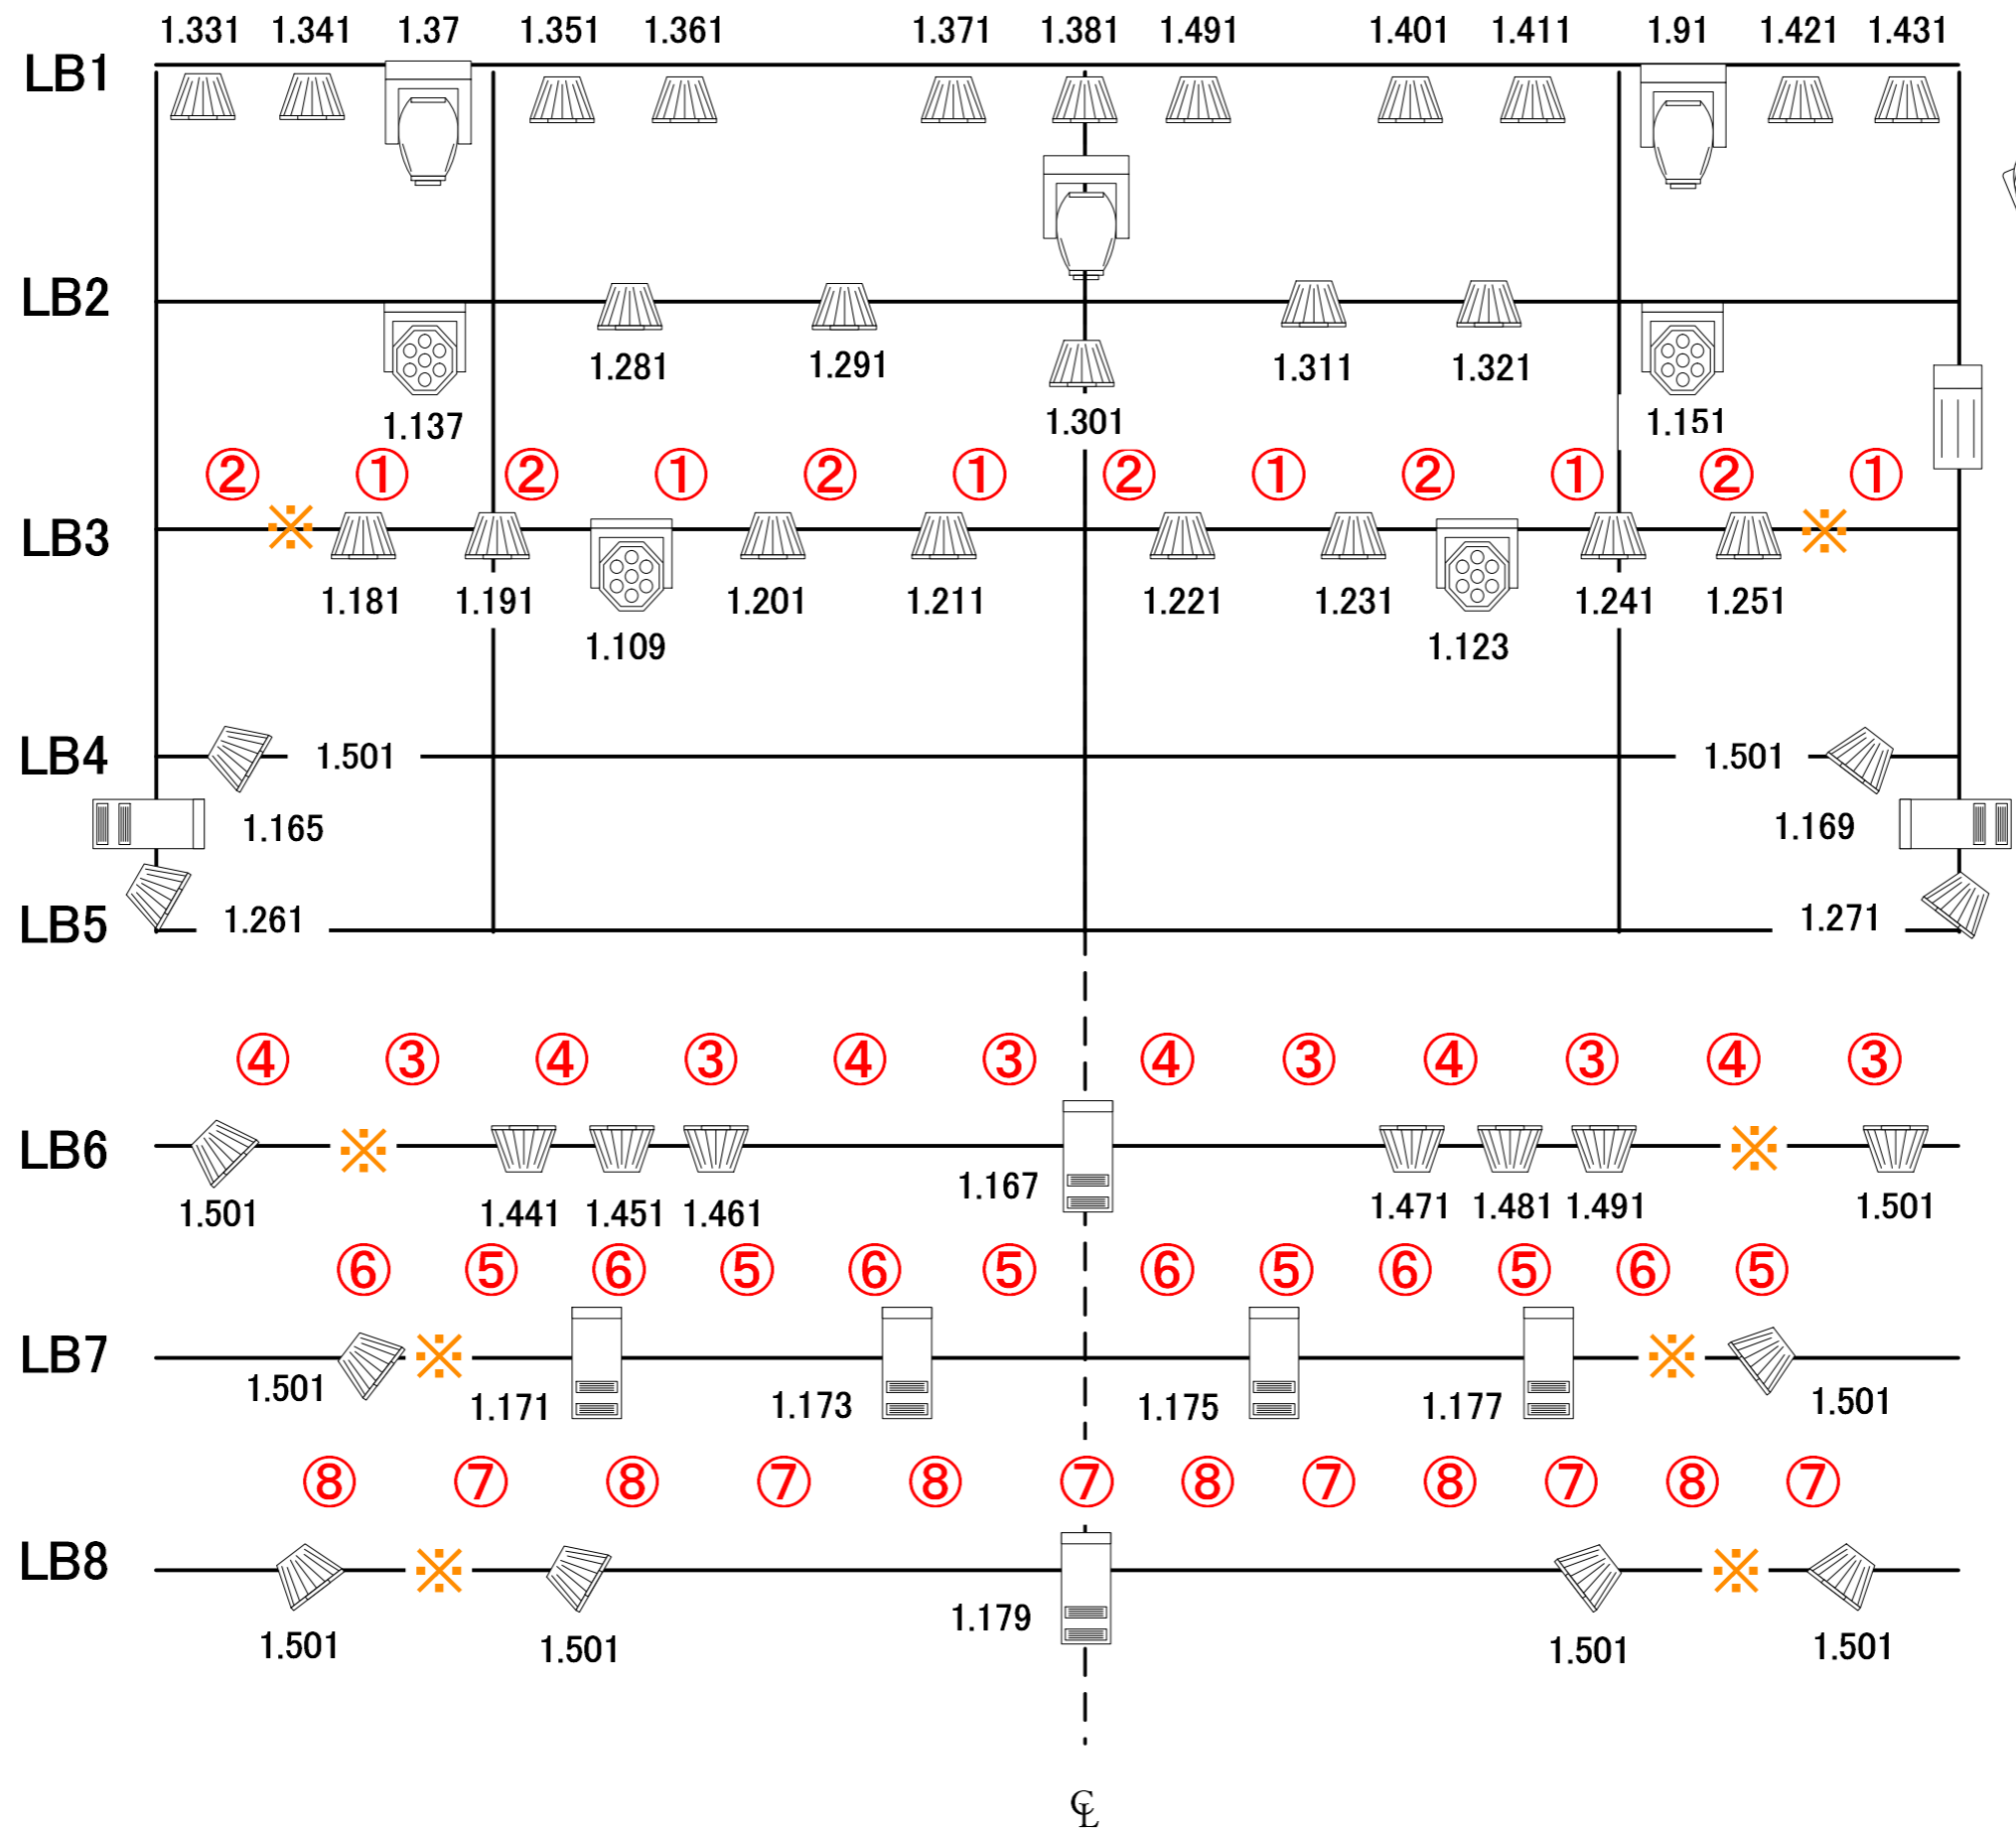 1.331 1.341 1.37 1.351 1.361 1.371 1.381 1.491 1.401 1.411 1.91 1.421 1.431
LB1
LB2
1.281 1.291 1.311 1.321
1.137 1.301 1.151
② ① ② ① ② ① ② ① ② ① ② ①
LB3 ※ ※
1.181 1.191 1.201 1.211 1.221 1.231 1.241 1.251
1.109 1.123
LB4 1.501 1.501
1.165 1.169
LB5 1.261 1.271
④ ③ ④ ③ ④ ③ ④ ③ ④ ③ ④ ③
LB6 ※ ※
1.167
1.501 1.441 1.451 1.461 1.471 1.481 1.491 1.501
⑥ ⑤ ⑥ ⑤ ⑥ ⑤ ⑥ ⑤ ⑥ ⑤ ⑥ ⑤
LB7 ※ ※
1.501 1.171 1.173 1.175 1.177 1.501
⑧ ⑦ ⑧ ⑦ ⑧ ⑦ ⑧ ⑦ ⑧ ⑦ ⑧ ⑦
LB8 ※ ※
1.179
1.501 1.501 1.501 1.501
℄